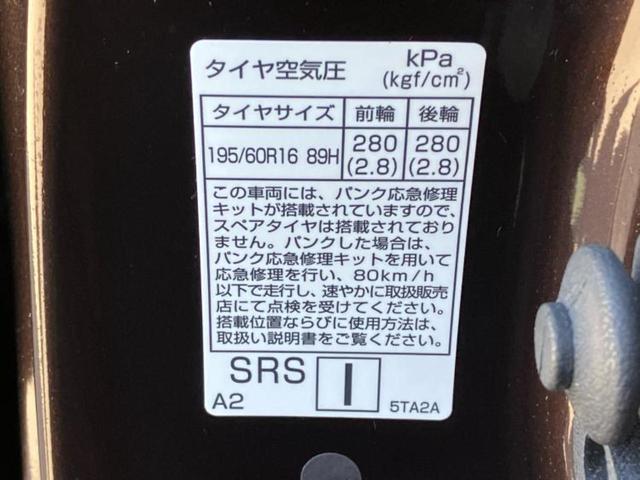 タイヤ空気圧 kPa
(kgf/cm²)
タイヤサイズ 前輪 後輪
195/60R16 89H 280 280
(2.8) (2.8)
この車両には、パンク応急修理
キットが搭載されていますので、
スペアタイヤは搭載されており
ません。パンクした場合は、
パンク応急修理キットを用いて
応急修理を行い、80km/h
以下で走行し、速やかに取扱販売
店にて点検を受けてください。
搭載位置ならびに使用方法は、
取扱い説明書をご覧ください。
SRS I
A2 5TA2A